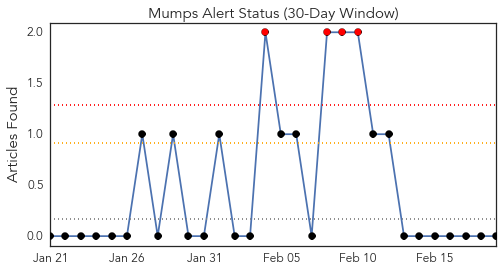 Mumps Alert Status (30-Day Window)
Articles Found
2.0
1.5
1.0
0.5
0.0
Jan 21 Jan 26 Jan 31 Feb 05 Feb 10 Feb 15